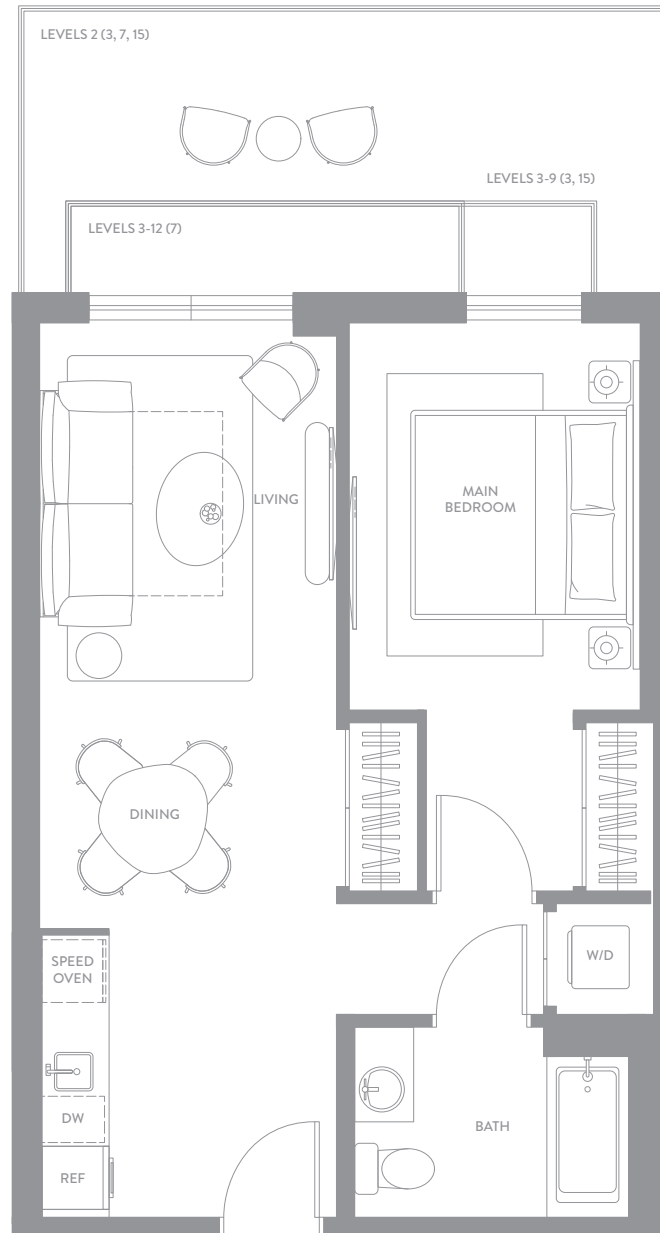 LEVELS 2 (3, 7, 15)
LEVELS 3-9 (3, 15)
LEVELS 3-12 (7)
LIVING
MAIN
BEDROOM
DINING
SPEED
OVEN
W/D
DW
BATH
REF